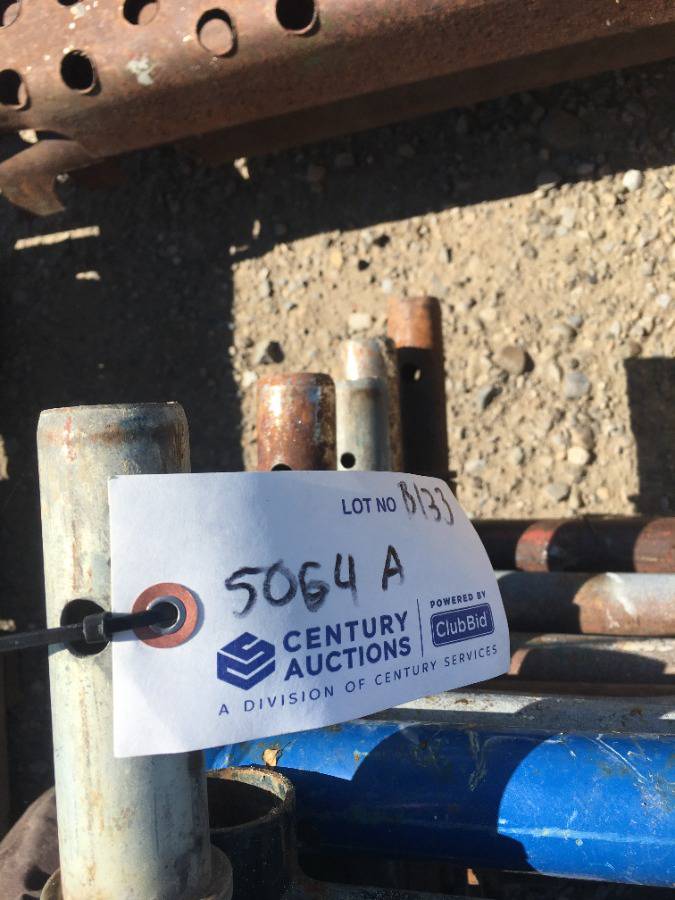 LOT NO B133
5064 A
CENTURY AUCTIONS
POWERED BY
ClubBid
A DIVISION OF CENTURY SERVICES